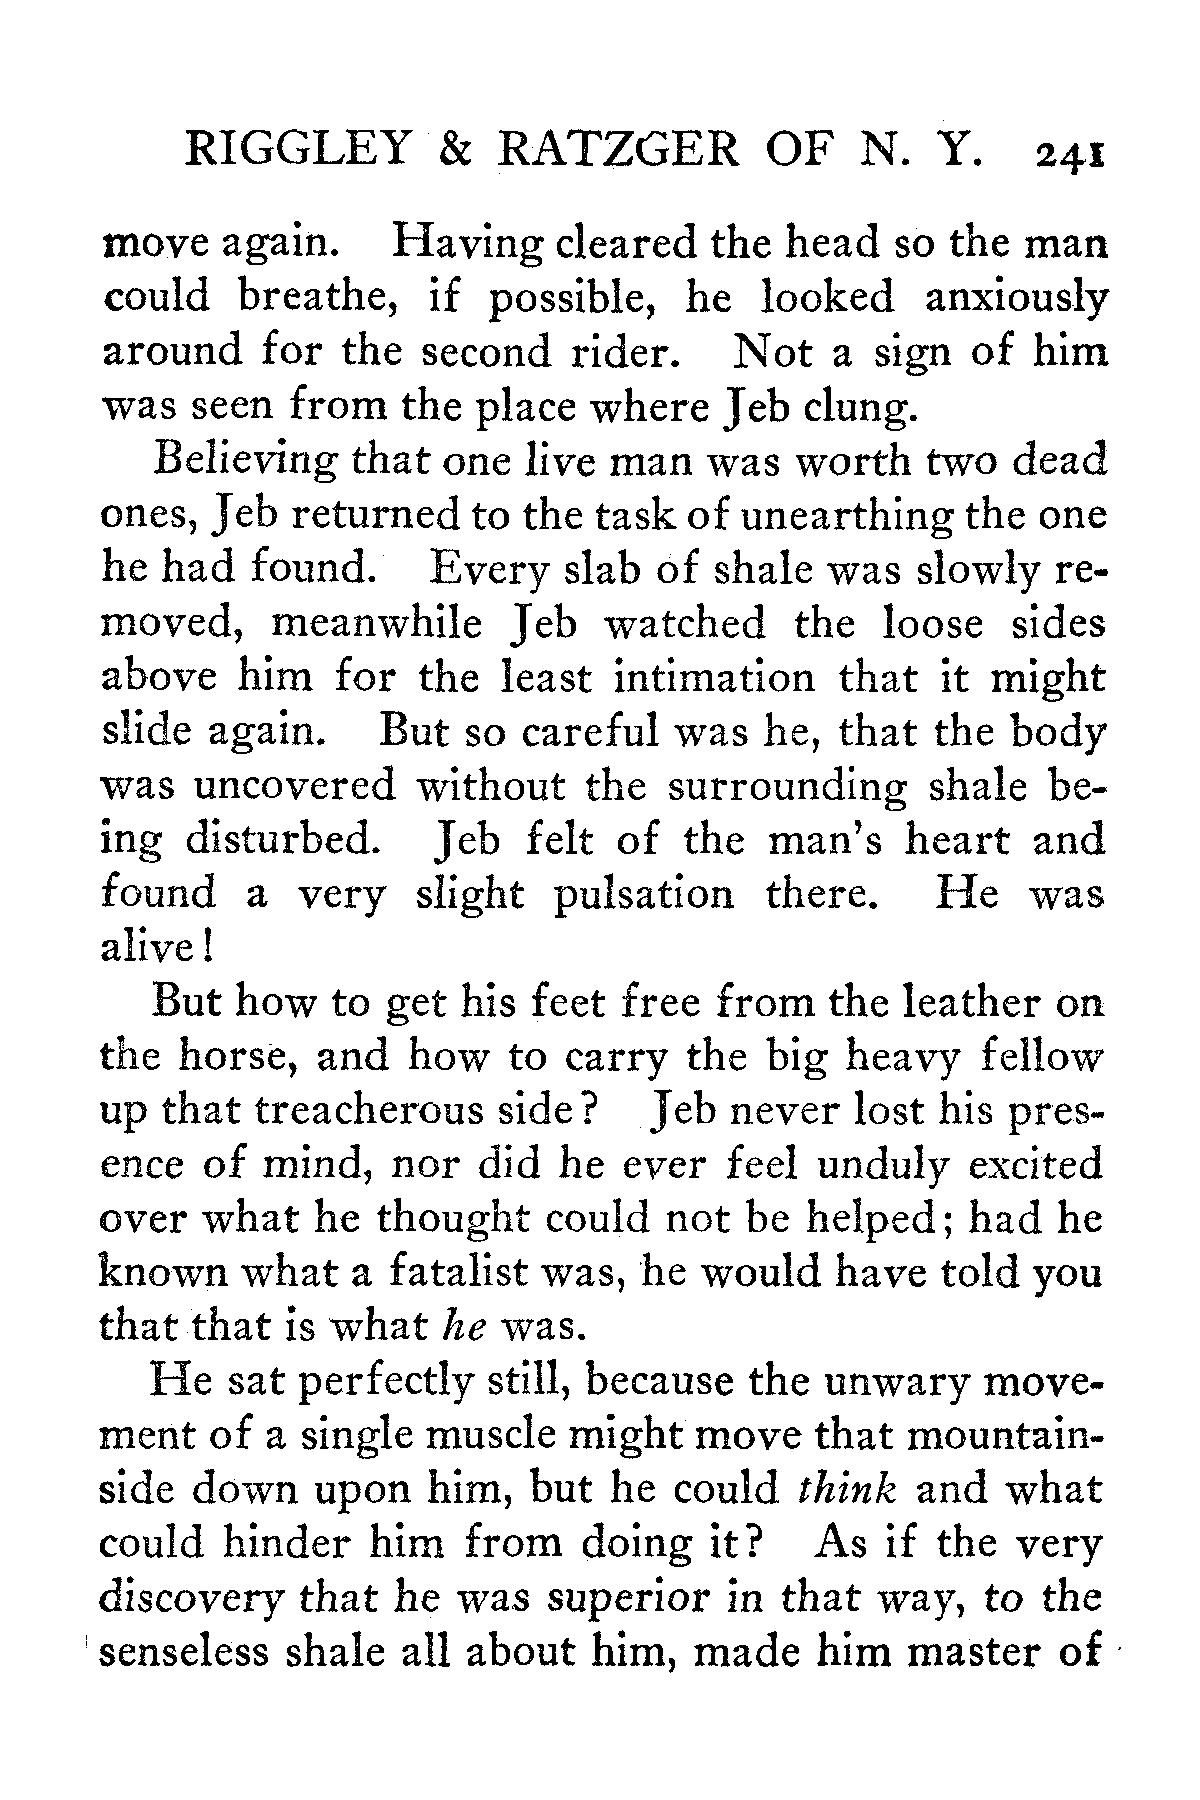 RIGGLEY & RATZGER OF N. Y. 241
move again. Having cleared the head so the man
could breathe, if possible, he looked anxiously
around for the second rider. Not a sign of him
was seen from the place where Jeb clung.
Believing that one live man was worth two dead
ones, Jeb returned to the task of unearthing the one
he had found. Every slab of shale was slowly re-
moved, meanwhile Jeb watched the loose sides
above him for the least intimation that it might
slide again. But so careful was he, that the body
was uncovered without the surrounding shale be-
ing disturbed. Jeb felt of the man's heart and
found a very slight pulsation there. He was
alive!
But how to get his feet free from the leather on
the horse, and how to carry the big heavy fellow
up that treacherous side? Jeb never lost his pres-
ence of mind, nor did he ever feel unduly excited
over what he thought could not be helped; had he
known what a fatalist was, he would have told you
that that is what he was.
He sat perfectly still, because the unwary move-
ment of a single muscle might move that mountain-
side down upon him, but he could think and what
could hinder him from doing it? As if the very
discovery that he was superior in that way, to the
senseless shale all about him, made him master of